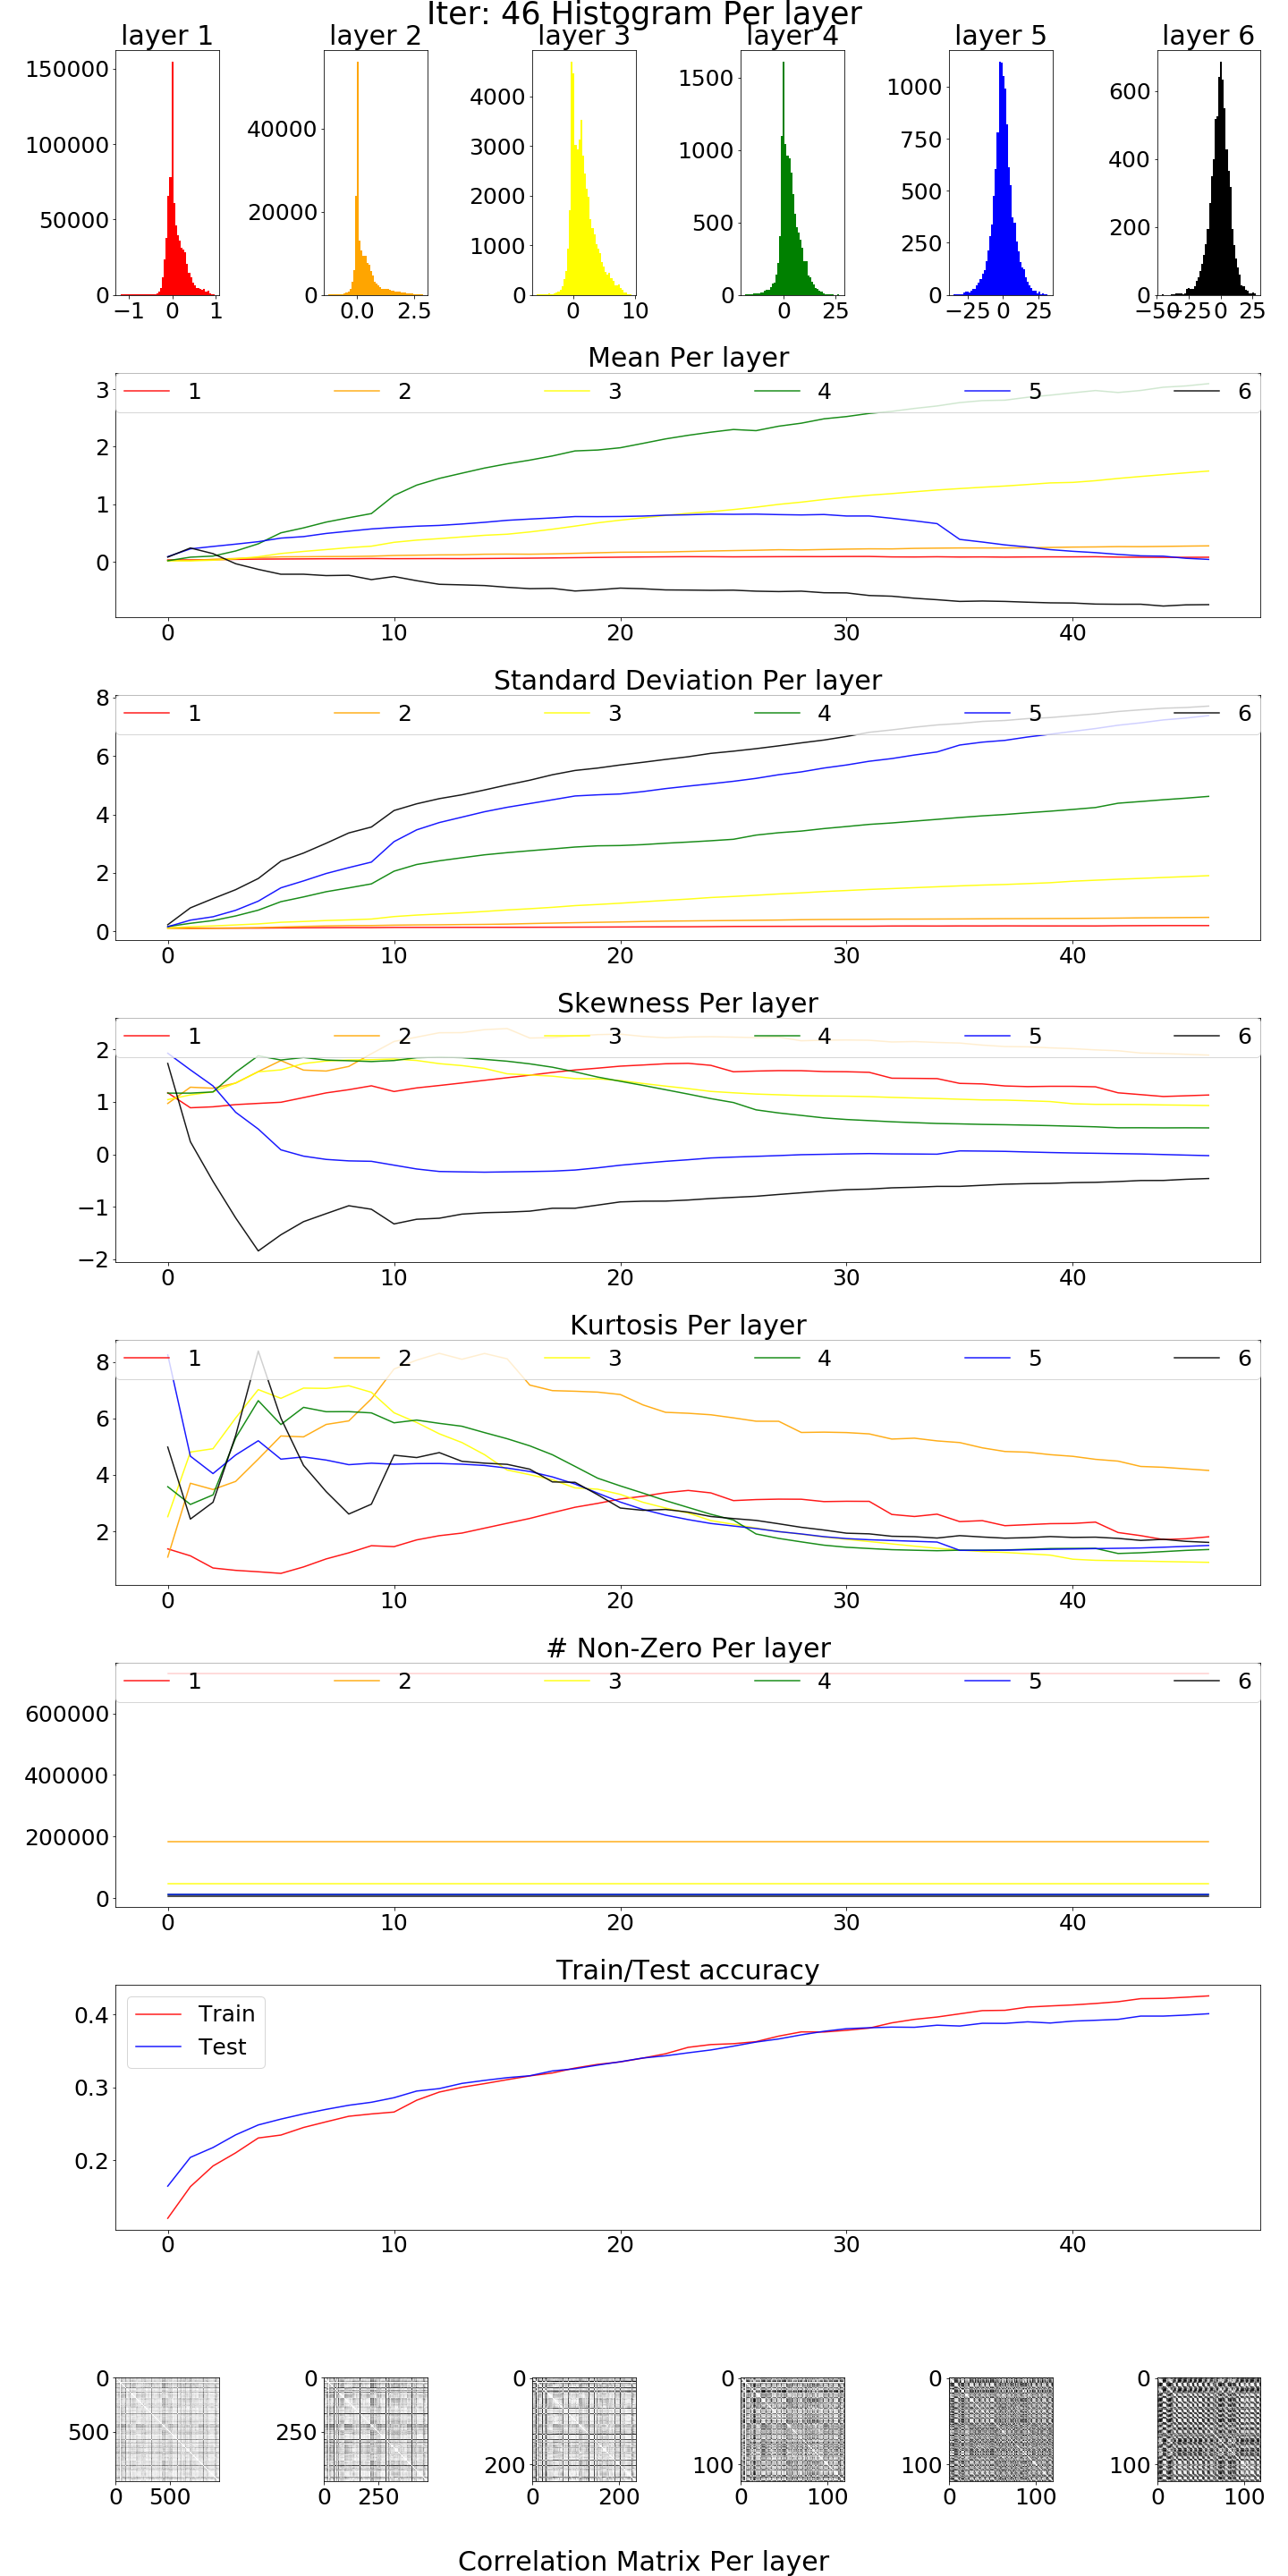 Iter: 46 Histogram Per layer
layer 1 layer 2 layer 3 layer 4 layer 5 layer 6
150000 100000 50000 0
−1 0 1
40000 20000 0
0.0 2.5
4000 3000 2000 1000 0
0 10
1500 1000 500 0
0 25
1000 750 500 250 0
−25 0 25
600 400 200 0
−50 −25 0 25
Mean Per layer
1 2 3 4 5 6
3 2 1 0
0 10 20 30 40
Standard Deviation Per layer
1 2 3 4 5 6
8 6 4 2 0
0 10 20 30 40
Skewness Per layer
1 2 3 4 5 6
2 1 0 −1 −2
0 10 20 30 40
Kurtosis Per layer
1 2 3 4 5 6
8 6 4 2
0 10 20 30 40
# Non-Zero Per layer
1 2 3 4 5 6
600000 400000 200000 0
0 10 20 30 40
Train/Test accuracy
Train
Test
0.4 0.3 0.2
0 10 20 30 40
0 500
0 500
0 250
0 250
0 200
0 200
0 100
0 100
0 100
0 100
0 100
0 100
Correlation Matrix Per layer